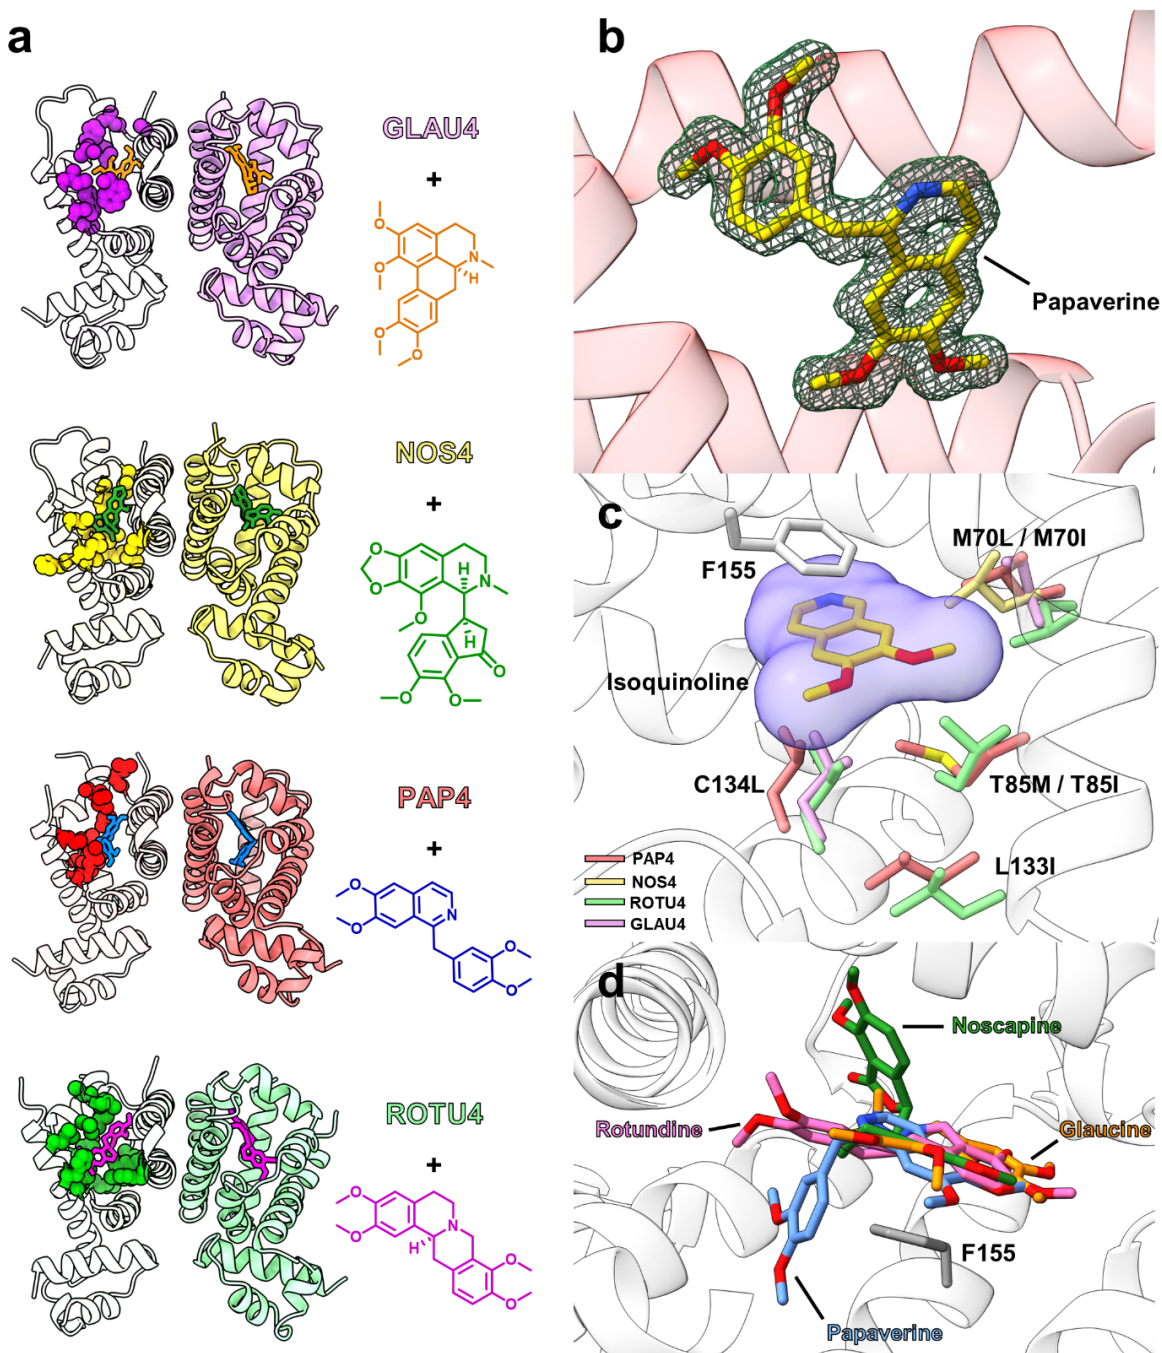 a
GLAU4
+
O
O
O
O
N
H
NOS4
+
O
O
O
H
N
H
O
O
O
PAP4
+
O
O
N
O
O
ROTU4
+
O
O
N
H
O
O
b
Papaverine
c
F155
M70L / M70I
Isoquinoline
C134L
T85M / T85I
L133I
PAP4
NOS4
ROTU4
GLAU4
d
Noscapine
Rotundine
Glaucine
F155
Papaverine